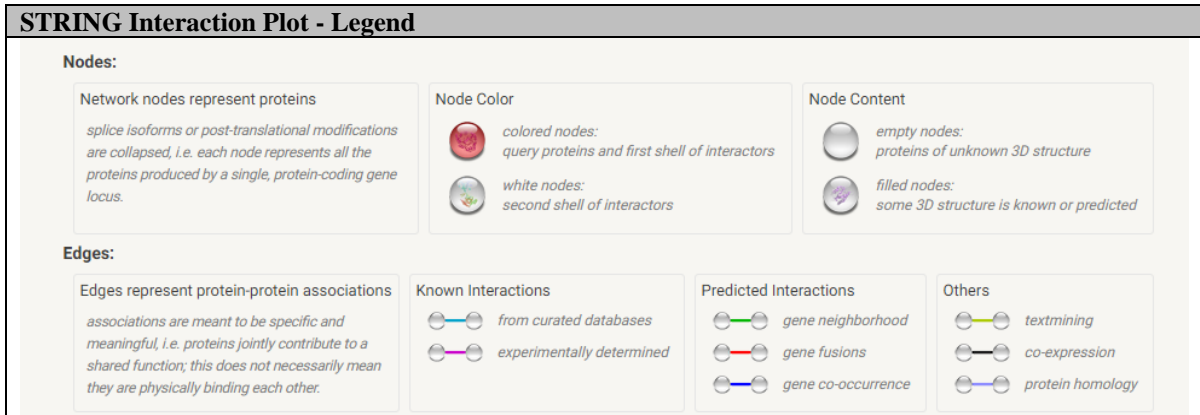 STRING Interaction Plot - Legend
Nodes:
Network nodes represent proteins
splice isoforms or post-translational modifications
are collapsed, i.e. each node represents all the
proteins produced by a single, protein-coding gene
locus.
Node Color
colored nodes:
query proteins and first shell of interactors
white nodes:
second shell of interactors
Node Content
empty nodes:
proteins of unknown 3D structure
filled nodes:
some 3D structure is known or predicted
Edges:
Edges represent protein-protein associations
associations are meant to be specific and
meaningful, i.e. proteins jointly contribute to a
shared function; this does not necessarily mean
they are physically binding each other.
Known Interactions
from curated databases
experimentally determined
Predicted Interactions
gene neighborhood
gene fusions
gene co-occurrence
Others
textmining
co-expression
protein homology